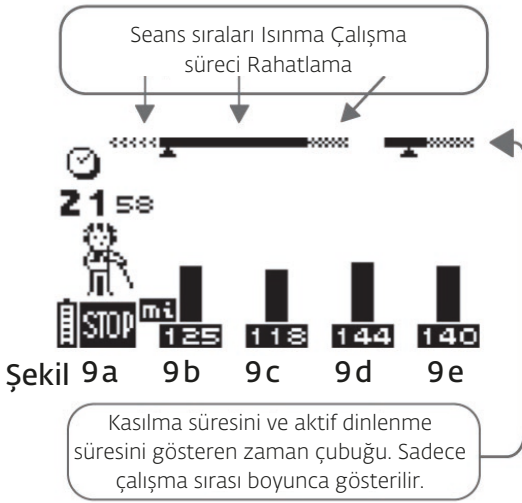 Seans sıraları Isınma Çalışma
süreci Rahatlama
21 58
STOP mi 125 118 144 140
Şekil 9a 9b 9c 9d 9e
Kasılma süresini ve aktif dinlenme
süresini gösteren zaman çubuğu. Sadece
çalışma sırası boyunca gösterilir.